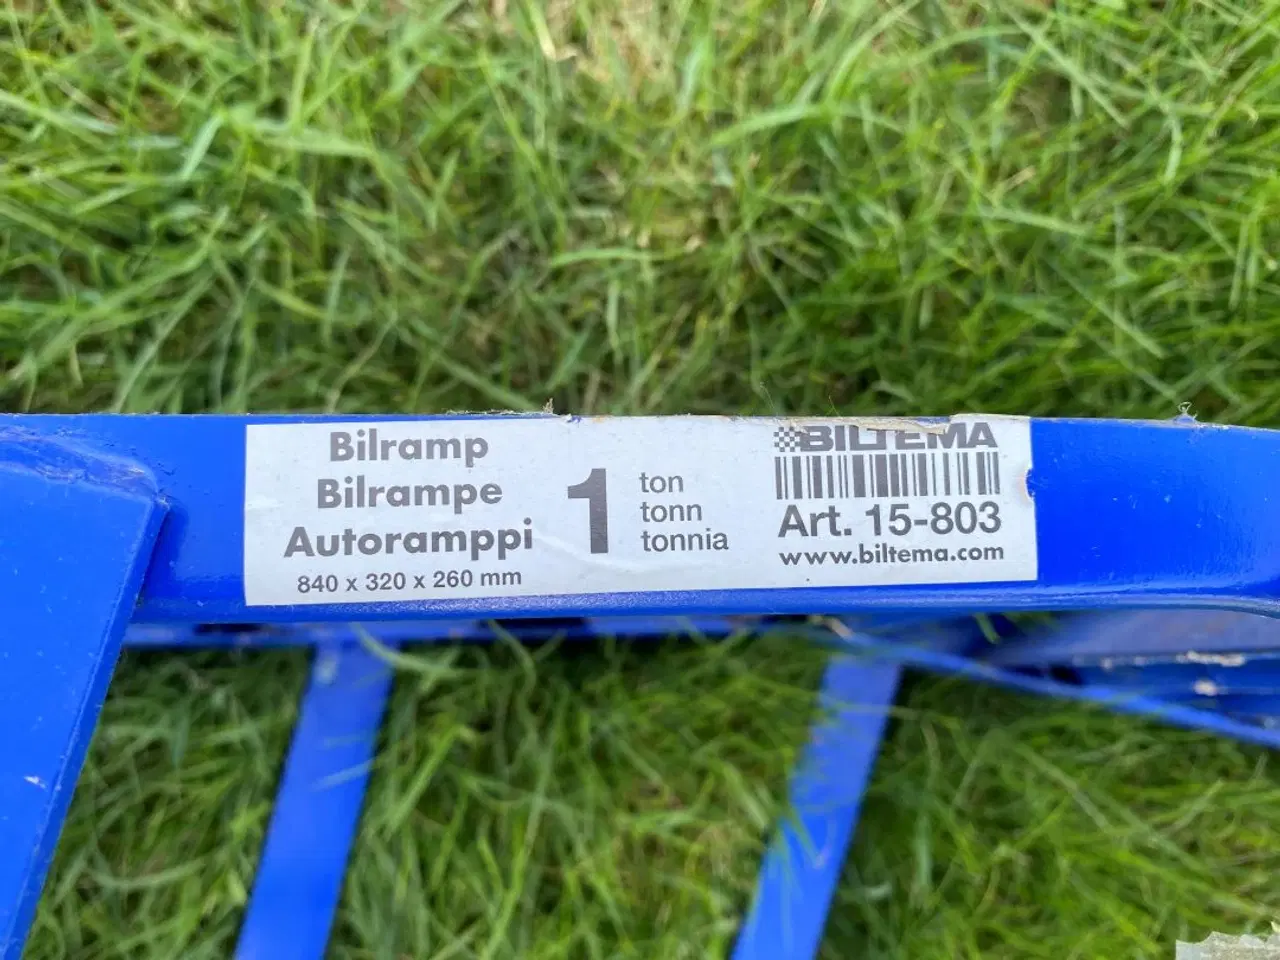 Bilramp
Bilrampe
Autoramppi
840 x 320 x 260 mm
1
ton
tonn
tonnia
BILTEMA
Art. 15-803
www.biltema.com